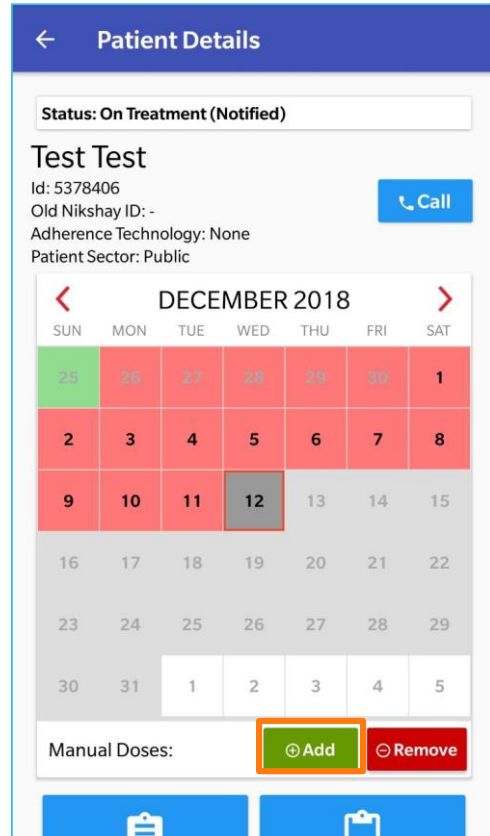 Patient Details
Status: On Treatment (Notified)
Test Test
Id: 5378406
Old Nikshay ID: -
Adherence Technology: None
Patient Sector: Public
Call
DECEMBER 2018
SUN MON TUE WED THU FRI SAT
25 26 27 28 29 30 1
2 3 4 5 6 7 8
9 10 11 12 13 14 15
16 17 18 19 20 21 22
23 24 25 26 27 28 29
30 31 1 2 3 4 5
Manual Doses: Add Remove